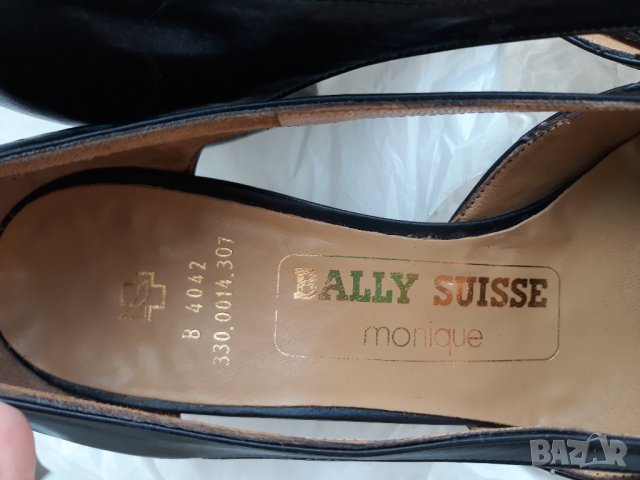 B 4042
330.0014.307
BALLY SUISSE
monique
BAZAR